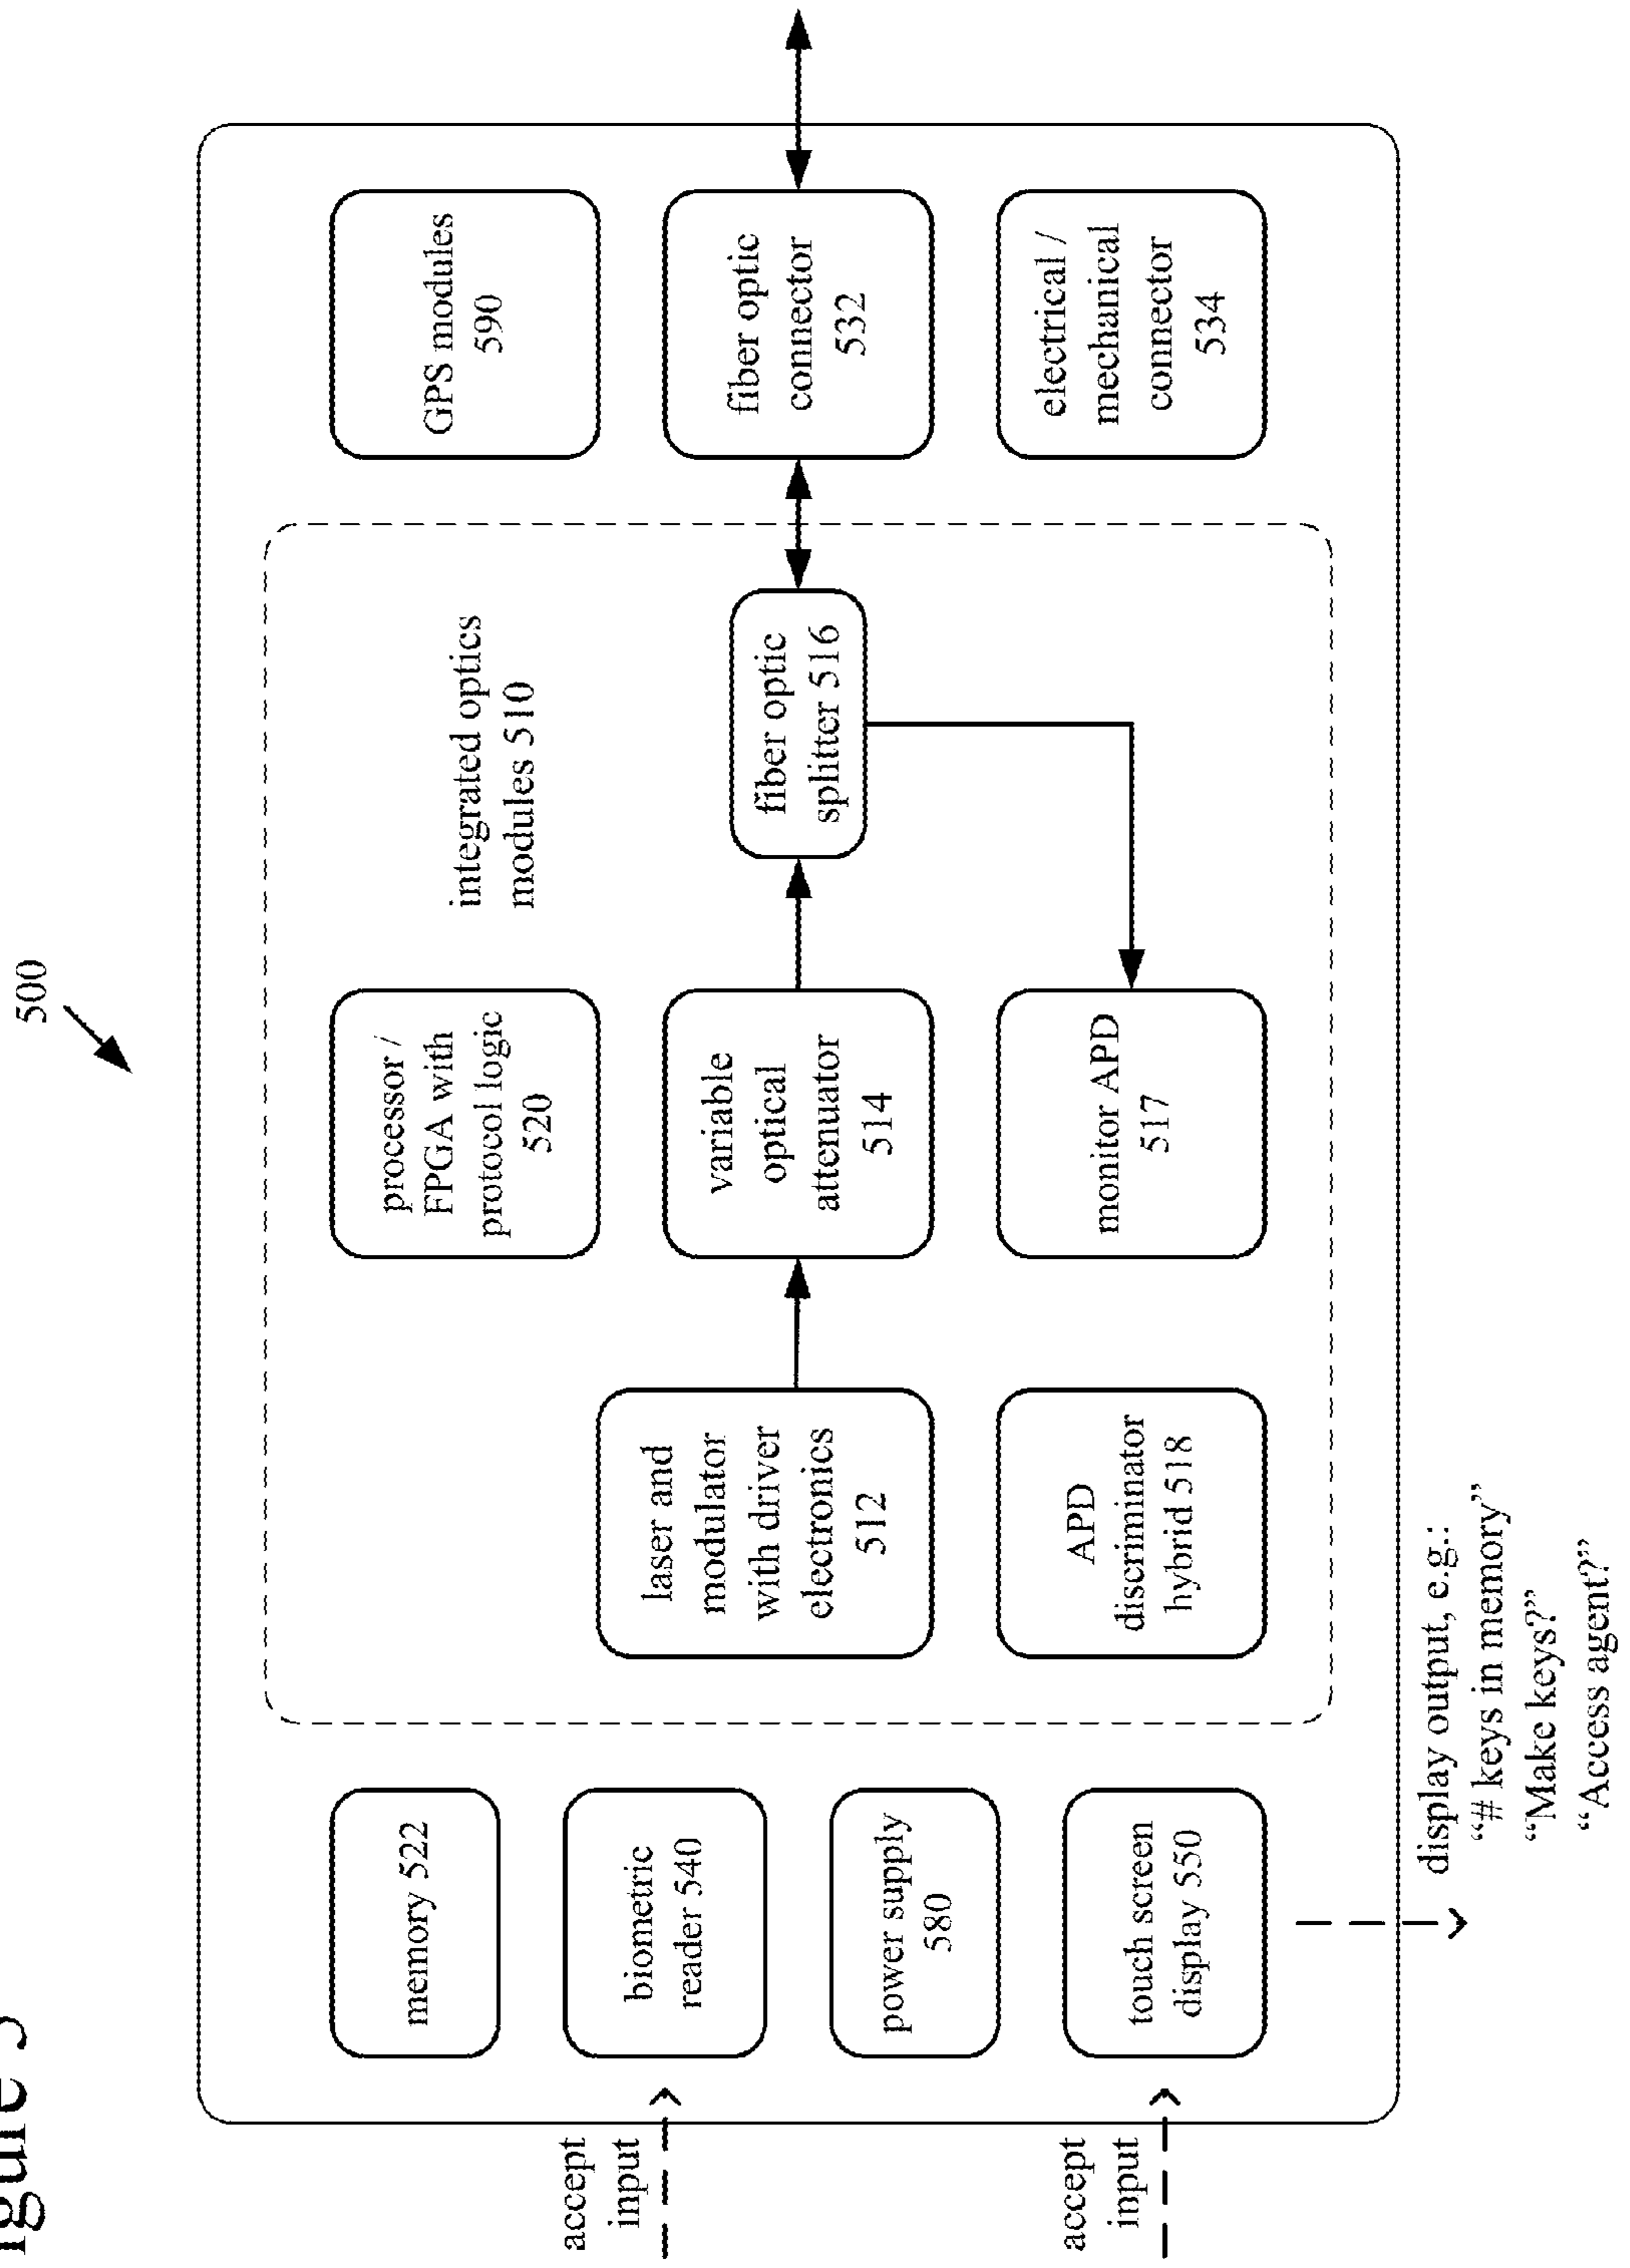 igure 5
500
accept
input
accept
input
memory 522
biometric
reader 540
power supply
580
touch screen
display 550
display output, e.g.:
“# keys in memory”
“Make keys?”
“Access agent?”
laser and
modulator
with driver
electronics
512
APD
discriminator
hybrid 518
processor /
FPGA with
protocol logic
520
variable
optical
attenuator
514
monitor APD
517
integrated optics
modules 510
fiber optic
splitter 516
GPS modules
590
fiber optic
connector
532
electrical /
mechanical
connector
534